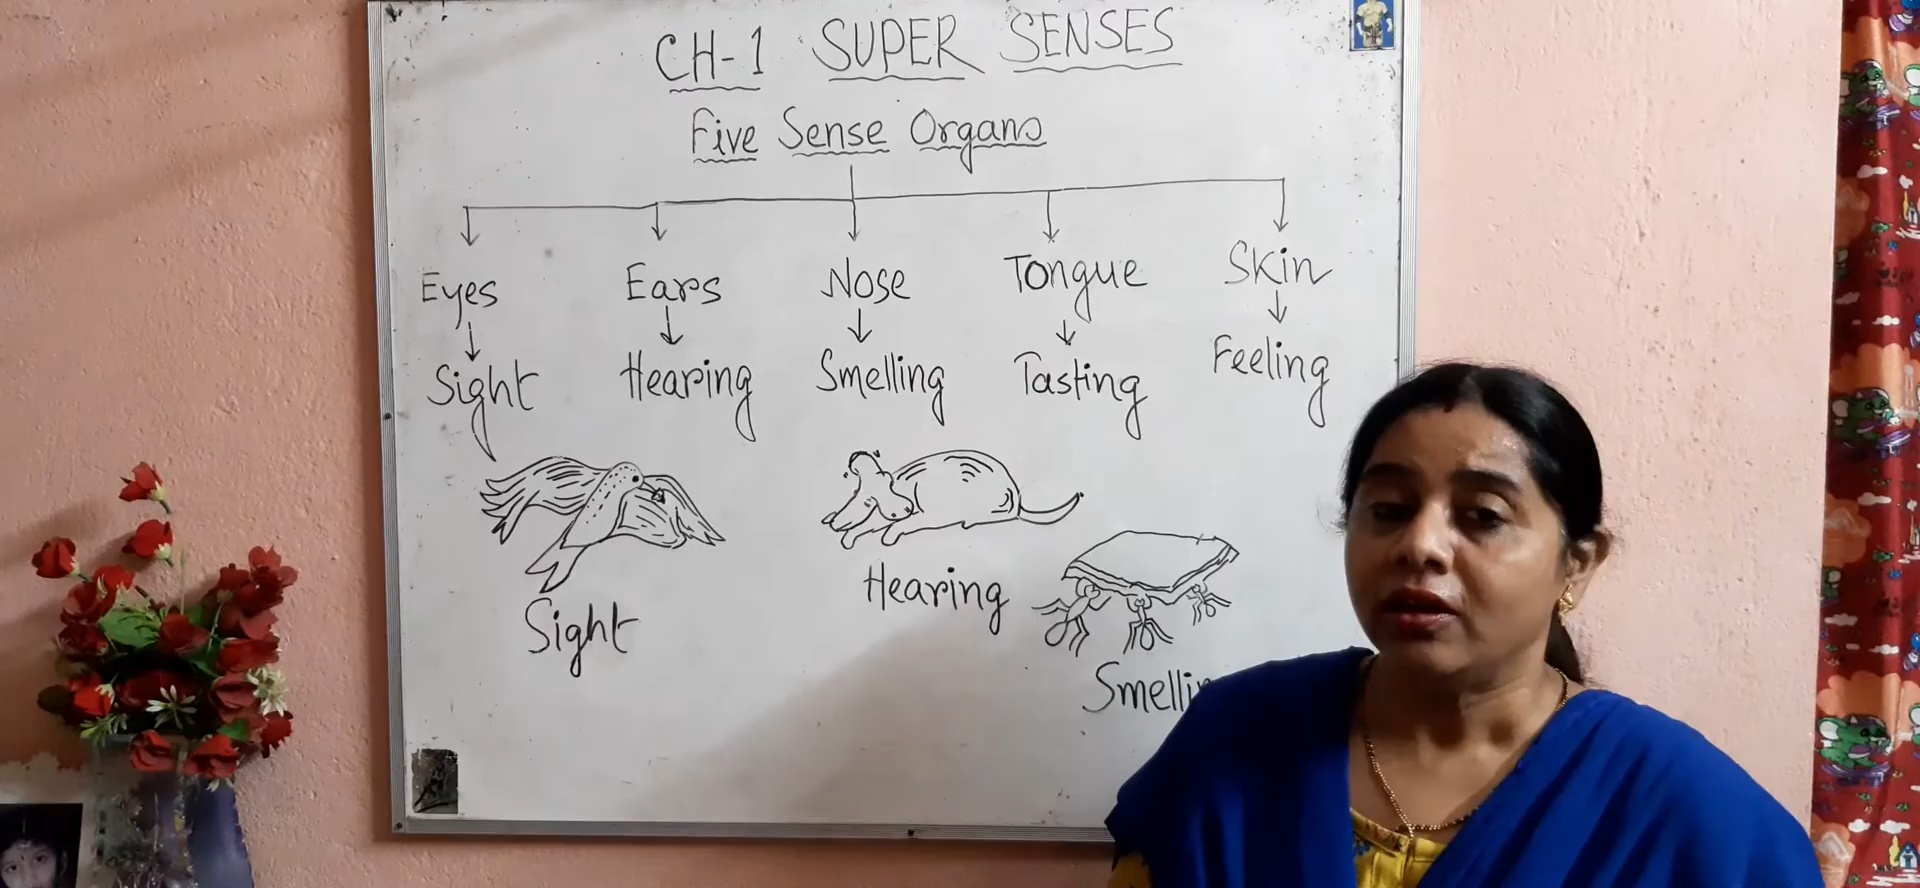 CH-1 SUPER SENSES
Five Sense Organs
Eyes Ears Nose Tongue Skin
Sight Hearing Smelling Tasting Feeling
Sight Hearing Smellin